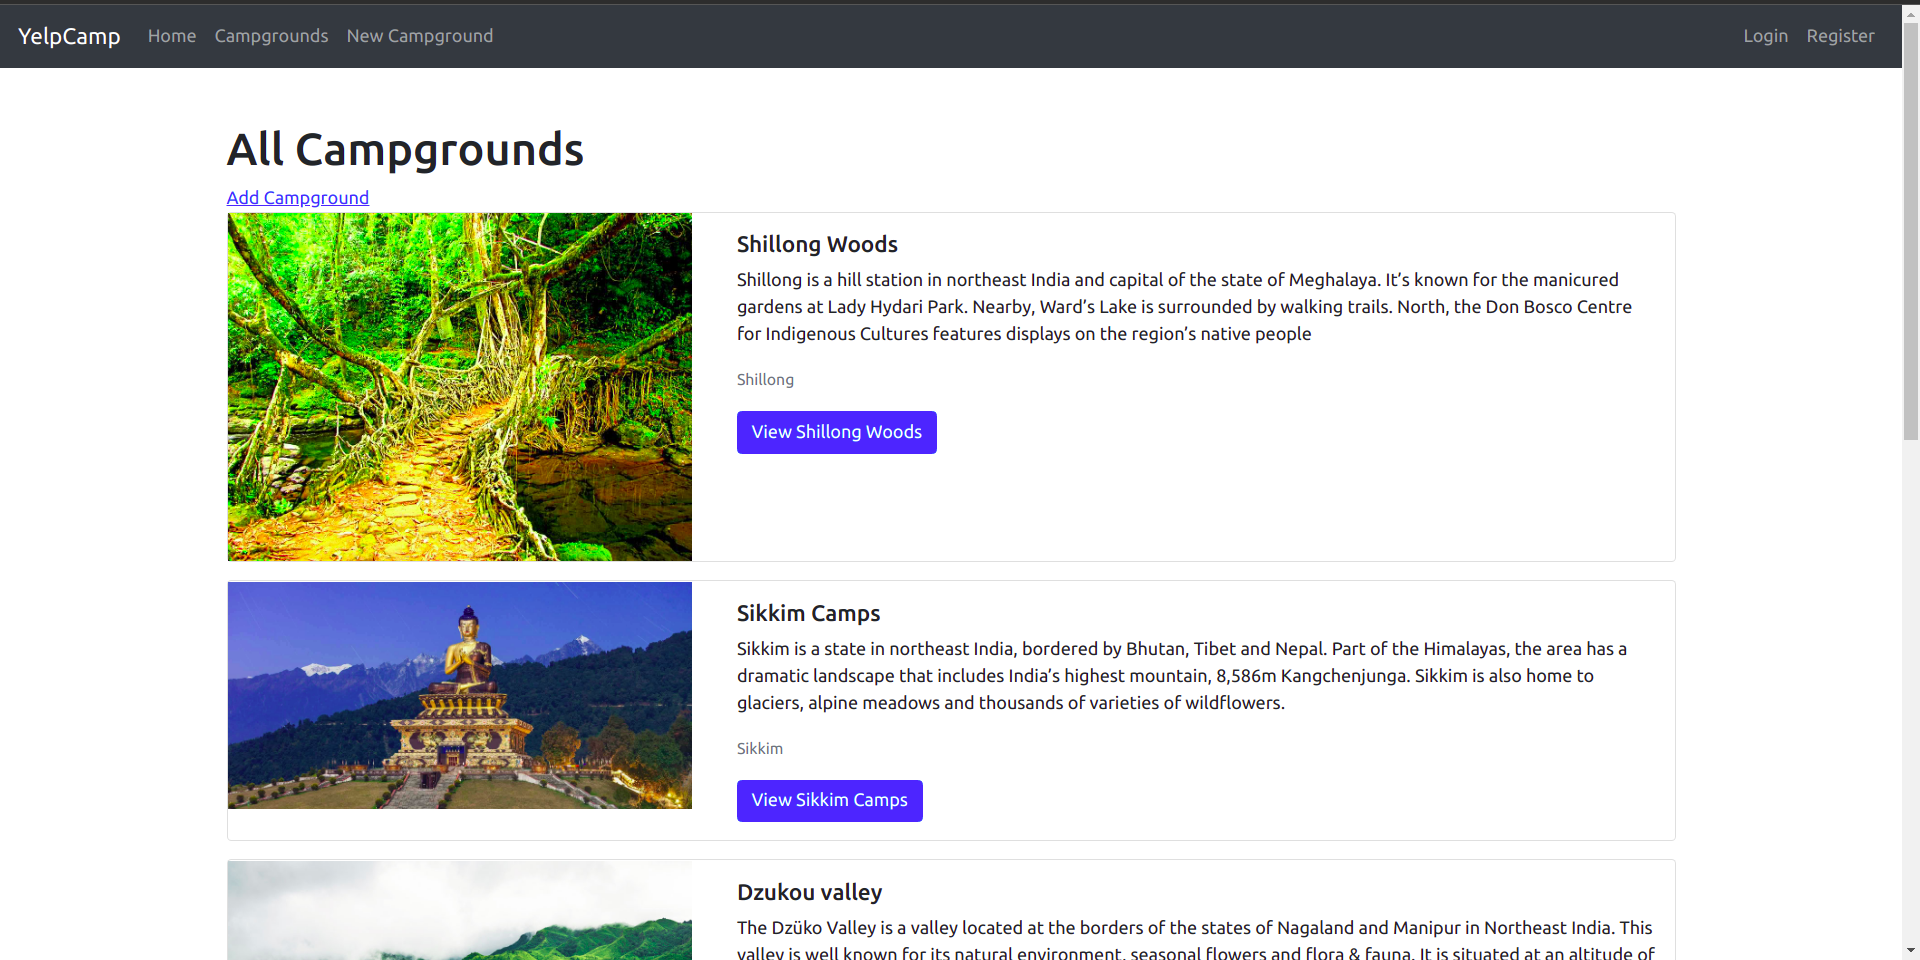 YelpCamp Home Campgrounds New Campground Login Register
All Campgrounds
Add Campground
Shillong Woods
Shillong is a hill station in northeast India and capital of the state of Meghalaya. It’s known for the manicured
gardens at Lady Hydari Park. Nearby, Ward’s Lake is surrounded by walking trails. North, the Don Bosco Centre
for Indigenous Cultures features displays on the region’s native people
Shillong
View Shillong Woods
Sikkim Camps
Sikkim is a state in northeast India, bordered by Bhutan, Tibet and Nepal. Part of the Himalayas, the area has a
dramatic landscape that includes India’s highest mountain, 8,586m Kangchenjunga. Sikkim is also home to
glaciers, alpine meadows and thousands of varieties of wildflowers.
Sikkim
View Sikkim Camps
Dzukou valley
The Dzüko Valley is a valley located at the borders of the states of Nagaland and Manipur in Northeast India. This
valley is well known for its natural environment, seasonal flowers and flora & fauna. It is situated at an altitude of